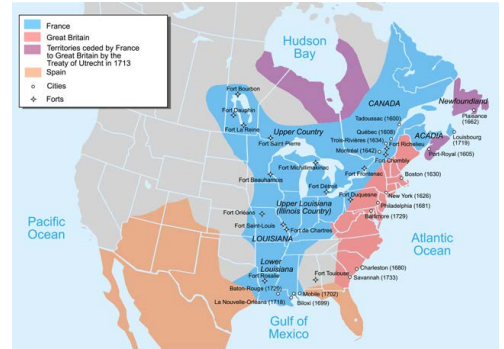 France
Great Britain
Territories ceded by France
to Great Britain by the
Treaty of Utrecht in 1713
Spain
Cities
Forts
Hudson
Bay
Fort Bourbon
Fort Dauphin
Fort La Reine
Fort Saint Pierre
Upper Country
CANADA
Newfoundland
Plaisance
(1662)
Tadoussac (1600)
Québec (1608)
ACADIA
Louisbourg
(1719)
Trois-Rivières (1634)
Fort Richelieu
Montréal (1642)
Port-Royal (1605)
Fort Chambly
Fort Michilimakinac
Fort Frontenac
Fort Beauharnois
Boston (1630)
Fort Detroit
Fort Duquesne
New York (1626)
Upper Louisiana
(Illinois Country)
Philadelphia (1681)
Fort Orléans
Baltimore (1729)
Pacific
Ocean
Fort Saint-Louis
Fort de Chartres
LOUISIANA
Atlantic
Ocean
Lower
Louisiana
Fort Rosalie
Fort Toulouse
Charleston (1680)
Savannah (1733)
Baton-Rouge (1729)
Mobile (1702)
La Nouvelle-Orléans (1718)
Biloxi (1699)
Gulf of
Mexico